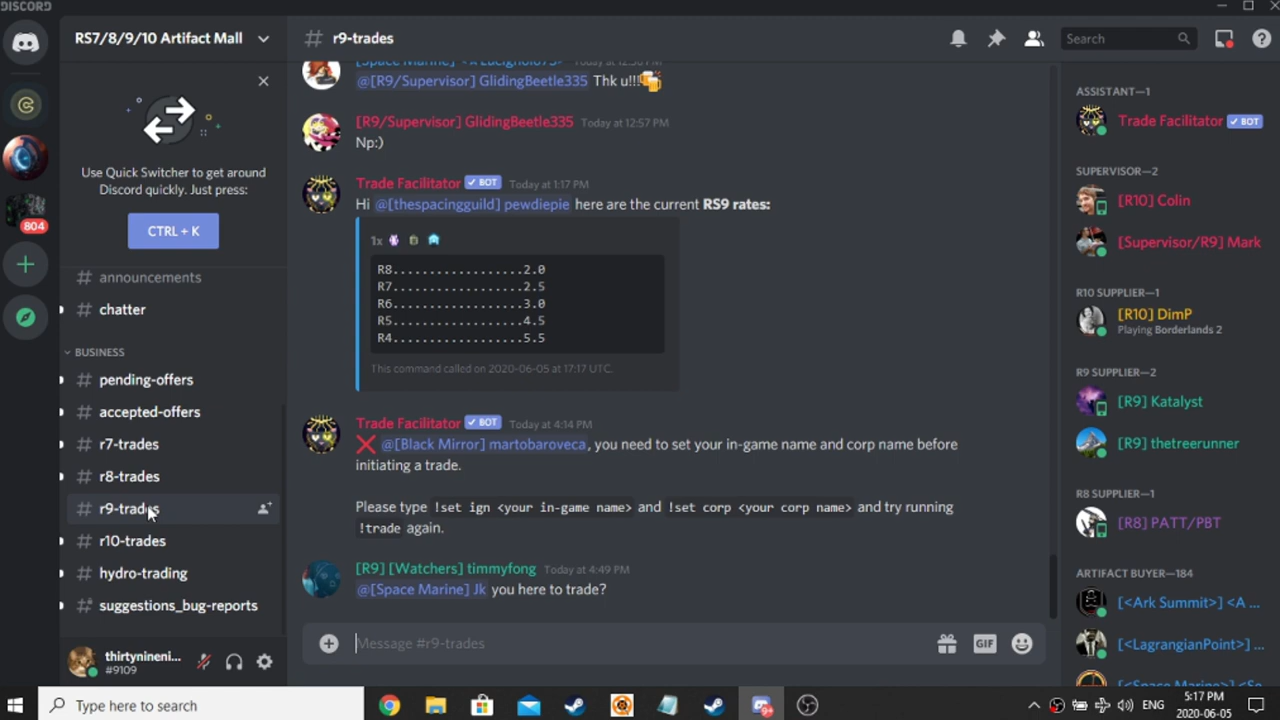 DISCORD
RS7/8/9/10 Artifact Mall
# r9-trades
Search
Use Quick Switcher to get around
Discord quickly. Just press:
CTRL + K
804
# announcements
# chatter
BUSINESS
# pending-offers
# accepted-offers
# r7-trades
# r8-trades
# r9-trades
# r10-trades
# hydro-trading
# suggestions_bug-reports
thirtynineni...
#9109
@[R9/Supervisor] GlidingBeetle335 Thk u!!!
[R9/Supervisor] GlidingBeetle335 Today at 12:57 PM
Np:)
Trade Facilitator ✓ BOT Today at 1:17 PM
Hi @[thespacingguild] pewdiepie here are the current RS9 rates:
1x
R8..................2.0
R7..................2.5
R6..................3.0
R5..................4.5
R4..................5.5
This command called on 2020-06-05 at 17:17 UTC.
Trade Facilitator ✓ BOT Today at 4:14 PM
❌ @[Black Mirror] martobaroveca, you need to set your in-game name and corp name before
initiating a trade.
Please type !set ign <your in-game name> and !set corp <your corp name> and try running
!trade again.
[R9] [Watchers] timmyfong Today at 4:49 PM
@[Space Marine] Jk you here to trade?
Message #r9-trades
GIF
ASSISTANT—1
Trade Facilitator ✓ BOT
SUPERVISOR—2
[R10] Colin
[Supervisor/R9] Mark
R10 SUPPLIER—1
[R10] DimP
Playing Borderlands 2
R9 SUPPLIER—2
[R9] Katalyst
[R9] thetreerunner
R8 SUPPLIER—1
[R8] PATT/PBT
ARTIFACT BUYER—184
[<Ark Summit>] <A ...
[<LagrangianPoint>] ...
Type here to search
ENG
5:17 PM
2020-06-05